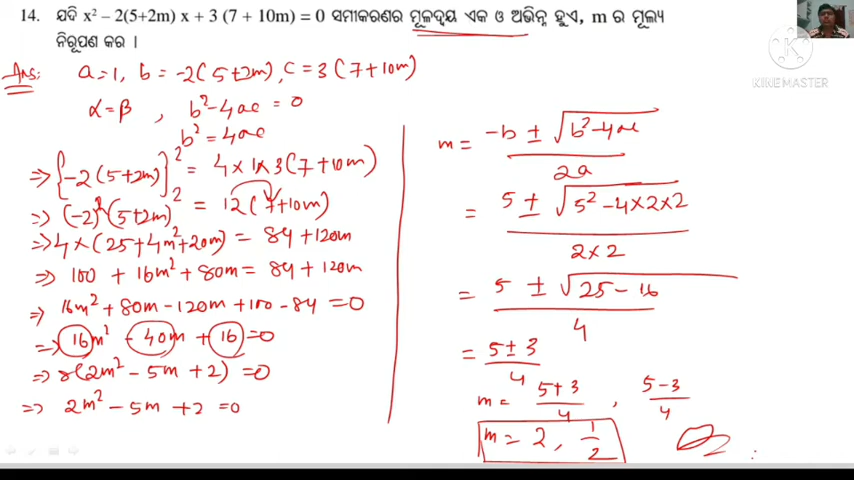 14. ଯଦି x² – 2(5+2m) x + 3 (7 + 10m) = 0 ସମୀକରଣର ମୂଳଦ୍ୱୟ ଏକ ଓ ଅଭିନ୍ନ ହୁଏ, m ର ମୂଲ୍ୟ
ନିରୂପଣ କର ।
Ans: a=1, b = -2(5+2m), c = 3(7+10m)
α=β , b²-4ac = 0
b² = 4ac
⇒ {-2(5+2m)}² = 4×1×3(7+10m)
⇒ (-2)²(5+2m)² = 12(7+10m)
⇒ 4×(25+4m²+20m) = 84+120m
⇒ 100 + 16m² + 80m = 84+120m
⇒ 16m² + 80m - 120m + 100 - 84 = 0
⇒ 16m² - 40m + 16 = 0
⇒ 8(2m² - 5m + 2) = 0
⇒ 2m² - 5m + 2 = 0
m = -b ± √b²-4ac
2a
= 5 ± √5²-4×2×2
2×2
= 5 ± √25-16
4
= 5±3
4
m = 5+3 , 5-3
4 4
m = 2 , 1
2
KINEMASTER